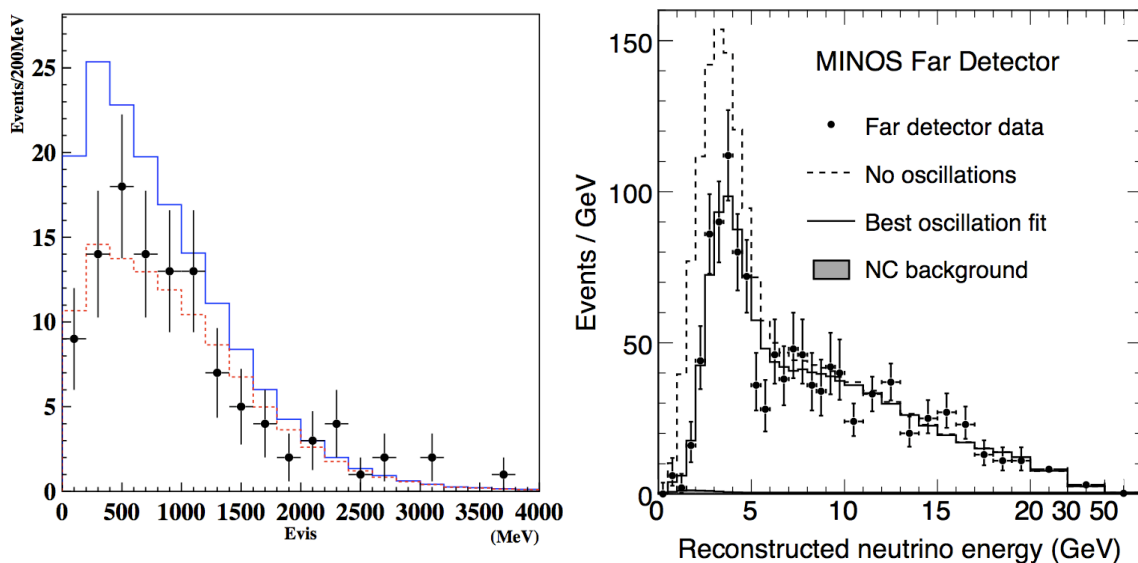 Events/200MeV
25
20
15
10
5
0
0 500 1000 1500 2000 2500 3000 3500 4000
Evis (MeV)
Events / GeV
150
100
50
0
MINOS Far Detector
Far detector data
No oscillations
Best oscillation fit
NC background
0 5 10 15 20 30 50
Reconstructed neutrino energy (GeV)